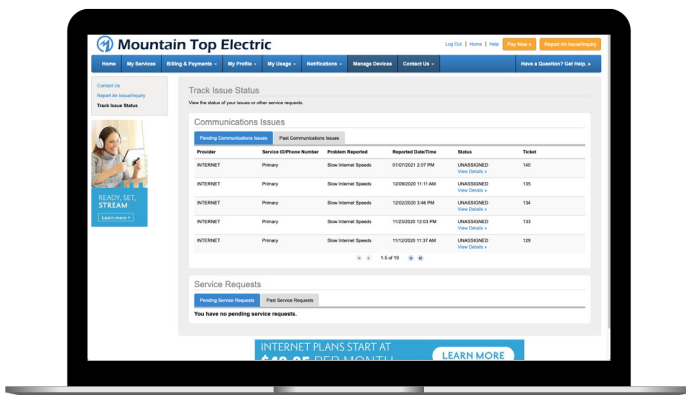 Mountain Top Electric
Log Out | Home | Help Pay Now » Report An Issue/Inquiry
Home My Services Billing & Payments My Profile My Usage Notifications Manage Devices Contact Us Have a Question? Get Help. »
Contact Us
Report An Issue/Inquiry
Track Issue Status
READY, SET,
STREAM
Learn more
Track Issue Status
View the status of your issues or other service requests.
Communications Issues
Pending Communications Issues Past Communications Issues
Provider Service ID/Phone Number Problem Reported Reported Date/Time Status Ticket
INTERNET Primary Slow Internet Speeds 01/07/2021 2:07 PM UNASSIGNED 140
View Details »
INTERNET Primary Slow Internet Speeds 12/09/2020 11:11 AM UNASSIGNED 135
View Details »
INTERNET Primary Slow Internet Speeds 12/02/2020 3:46 PM UNASSIGNED 134
View Details »
INTERNET Primary Slow Internet Speeds 11/23/2020 12:03 PM UNASSIGNED 133
View Details »
INTERNET Primary Slow Internet Speeds 11/12/2020 11:37 AM UNASSIGNED 129
View Details »
1-5 of 19
Service Requests
Pending Service Requests Past Service Requests
You have no pending service requests.
INTERNET PLANS START AT
PER MONTH
LEARN MORE